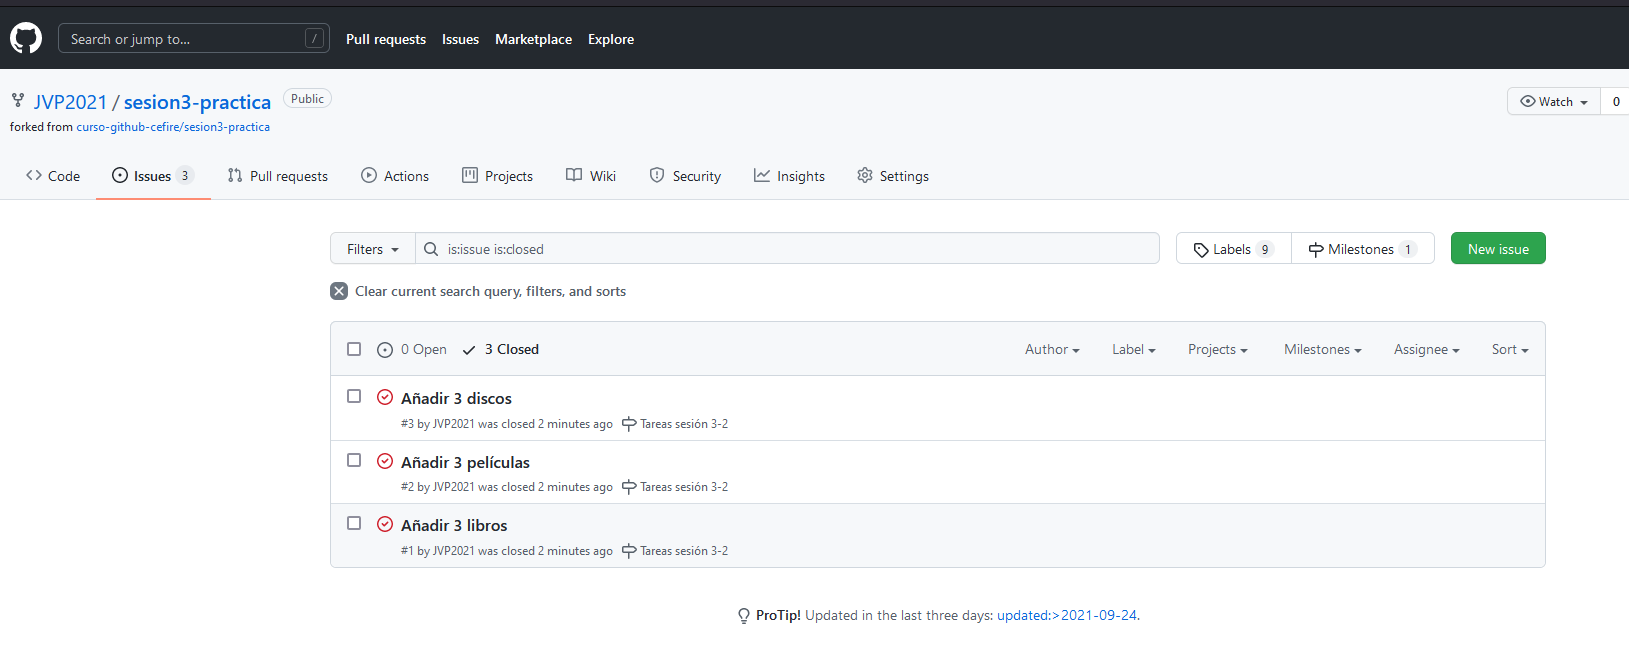 Search or jump to... / Pull requests Issues Marketplace Explore
JVP2021 / sesion3-practica Public Watch 0
forked from curso-github-cefire/sesion3-practica
Code Issues 3 Pull requests Actions Projects Wiki Security Insights Settings
Filters is:issue is:closed Labels 9 Milestones 1 New issue
Clear current search query, filters, and sorts
0 Open 3 Closed Author Label Projects Milestones Assignee Sort
Añadir 3 discos
#3 by JVP2021 was closed 2 minutes ago Tareas sesión 3-2
Añadir 3 películas
#2 by JVP2021 was closed 2 minutes ago Tareas sesión 3-2
Añadir 3 libros
#1 by JVP2021 was closed 2 minutes ago Tareas sesión 3-2
ProTip! Updated in the last three days: updated:>2021-09-24.